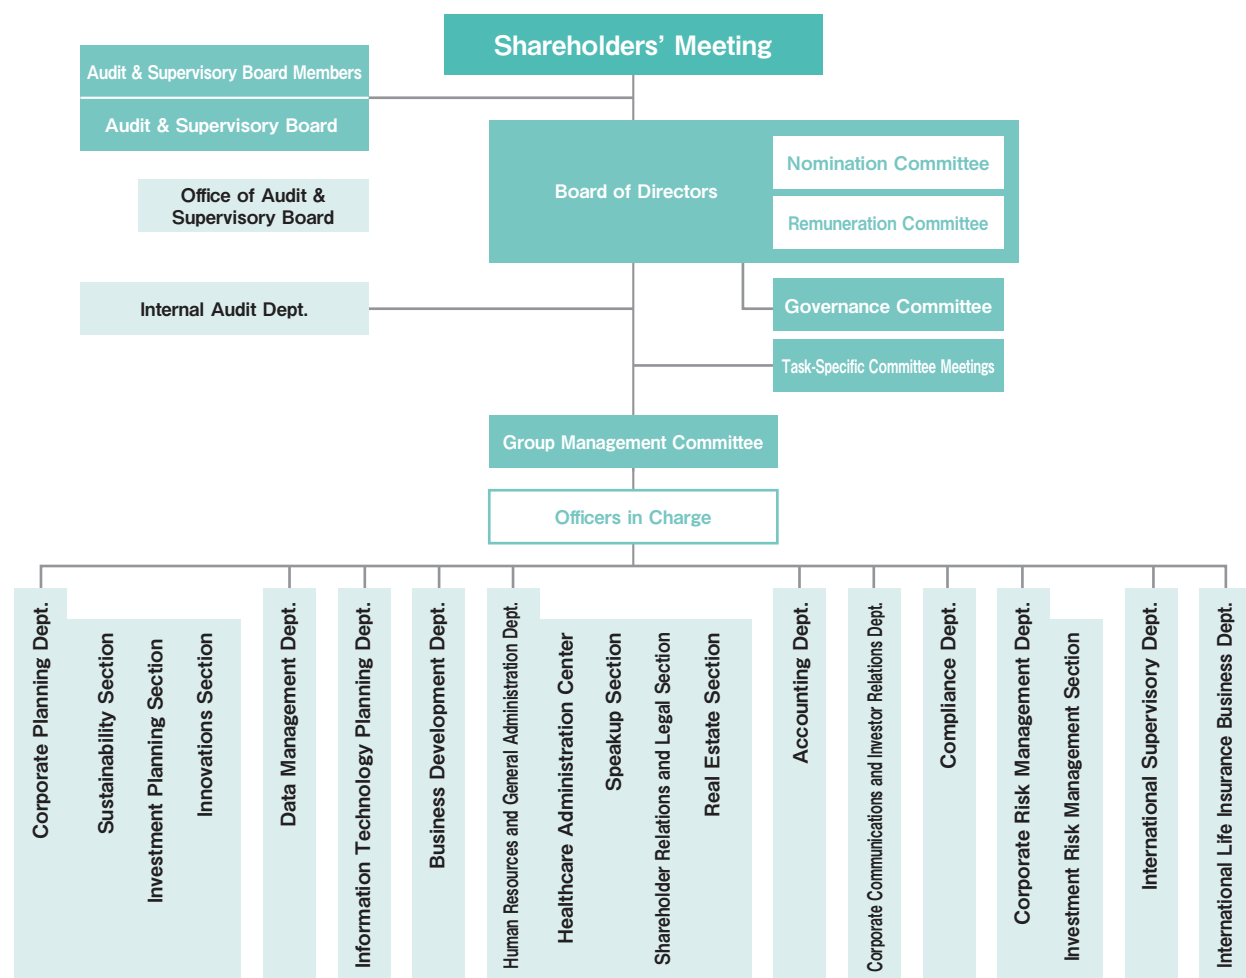 Shareholders’ Meeting
Audit & Supervisory Board Members
Audit & Supervisory Board
Office of Audit &
Supervisory Board
Board of Directors
Nomination Committee
Remuneration Committee
Internal Audit Dept.
Governance Committee
Task-Specific Committee Meetings
Group Management Committee
Officers in Charge
Corporate Planning Dept.
Sustainability Section
Investment Planning Section
Innovations Section
Data Management Dept.
Information Technology Planning Dept.
Business Development Dept.
Human Resources and General Administration Dept.
Healthcare Administration Center
Speakup Section
Shareholder Relations and Legal Section
Real Estate Section
Accounting Dept.
Corporate Communications and Investor Relations Dept.
Compliance Dept.
Corporate Risk Management Dept.
Investment Risk Management Section
International Supervisory Dept.
International Life Insurance Business Dept.